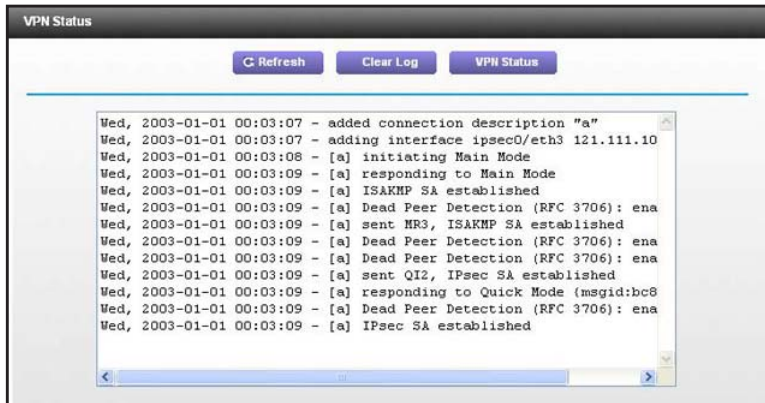 VPN Status
Refresh Clear Log VPN Status
Wed, 2003-01-01 00:03:07 - added connection description "a"
Wed, 2003-01-01 00:03:07 - adding interface ipsec0/eth3 121.111.10
Wed, 2003-01-01 00:03:08 - [a] initiating Main Mode
Wed, 2003-01-01 00:03:09 - [a] responding to Main Mode
Wed, 2003-01-01 00:03:09 - [a] ISAKMP SA established
Wed, 2003-01-01 00:03:09 - [a] Dead Peer Detection (RFC 3706): ena
Wed, 2003-01-01 00:03:09 - [a] sent MR3, ISAKMP SA established
Wed, 2003-01-01 00:03:09 - [a] Dead Peer Detection (RFC 3706): ena
Wed, 2003-01-01 00:03:09 - [a] Dead Peer Detection (RFC 3706): ena
Wed, 2003-01-01 00:03:09 - [a] sent QI2, IPsec SA established
Wed, 2003-01-01 00:03:09 - [a] responding to Quick Mode {msgid:bc8
Wed, 2003-01-01 00:03:09 - [a] Dead Peer Detection (RFC 3706): ena
Wed, 2003-01-01 00:03:09 - [a] IPsec SA established